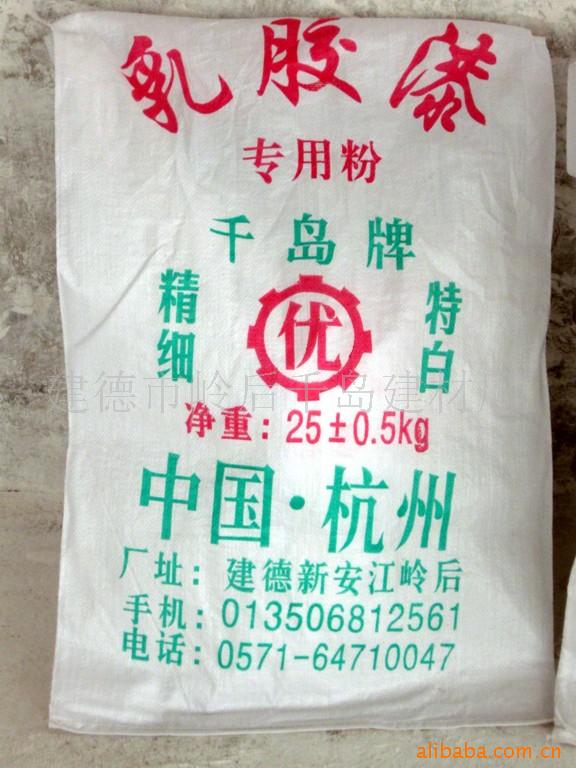 乳胶漆
专用粉
千岛牌
精细
优
特白
建德市岭后千岛建材
净重：25±0.5kg
中国·杭州
厂址：建德新安江岭后
手机：013506812561
电话：0571-64710047
alibaba.com.cn